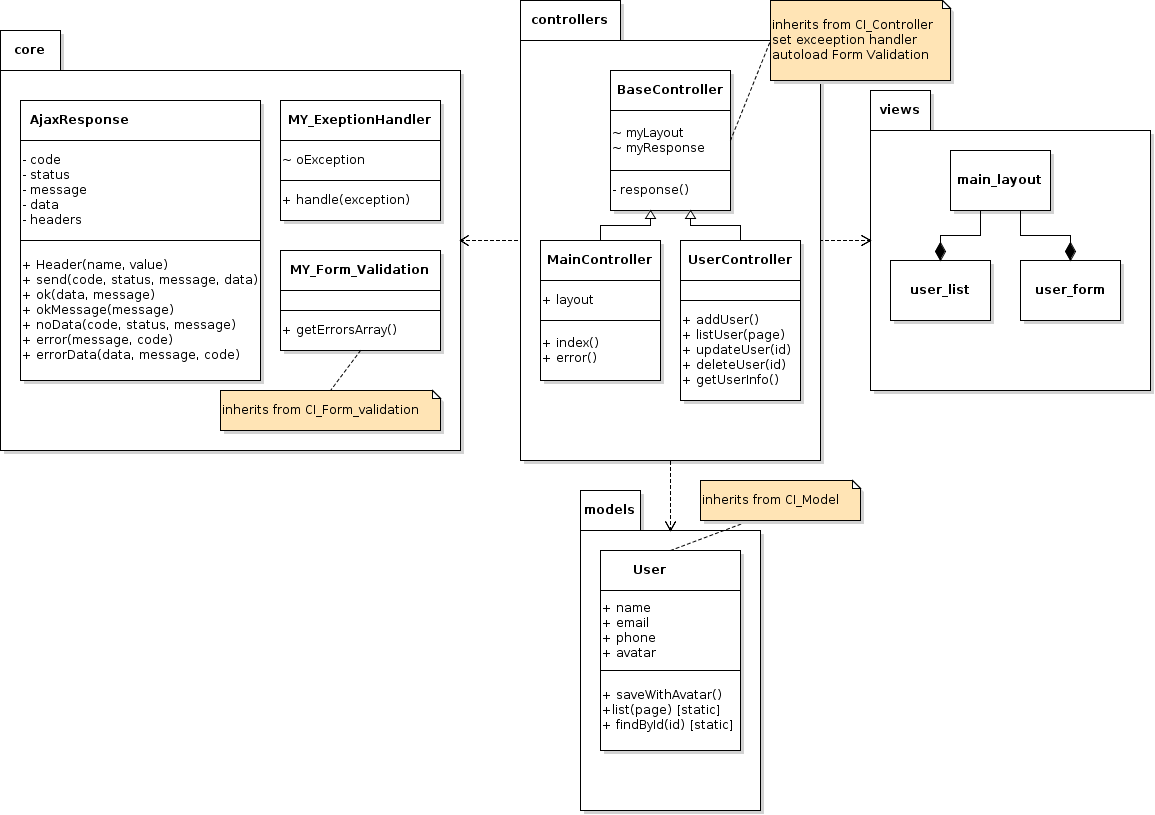 core
AjaxResponse
- code
- status
- message
- data
- headers
+ Header(name, value)
+ send(code, status, message, data)
+ ok(data, message)
+ okMessage(message)
+ noData(code, status, message)
+ error(message, code)
+ errorData(data, message, code)
MY_ExeptionHandler
~ oException
+ handle(exception)
MY_Form_Validation
+ getErrorsArray()
inherits from CI_Form_validation
controllers
inherits from CI_Controller
set exceeption handler
autoload Form Validation
BaseController
~ myLayout
~ myResponse
- response()
MainController
+ layout
+ index()
+ error()
UserController
+ addUser()
+ listUser(page)
+ updateUser(id)
+ deleteUser(id)
+ getUserInfo()
views
main_layout
user_list
user_form
models
inherits from CI_Model
User
+ name
+ email
+ phone
+ avatar
+ saveWithAvatar()
+list(page) [static]
+ findById(id) [static]